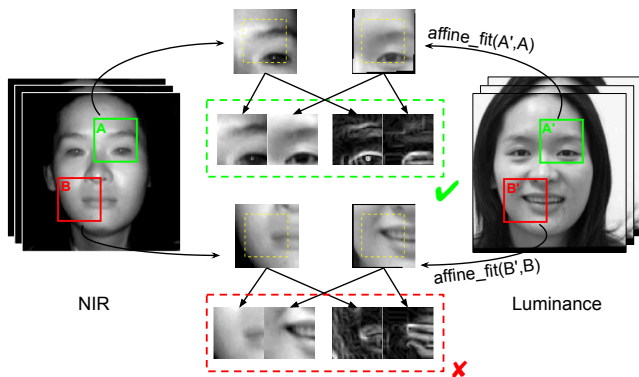 affine_fit(A',A)
A
A'
B
B'
affine_fit(B',B)
NIR
Luminance